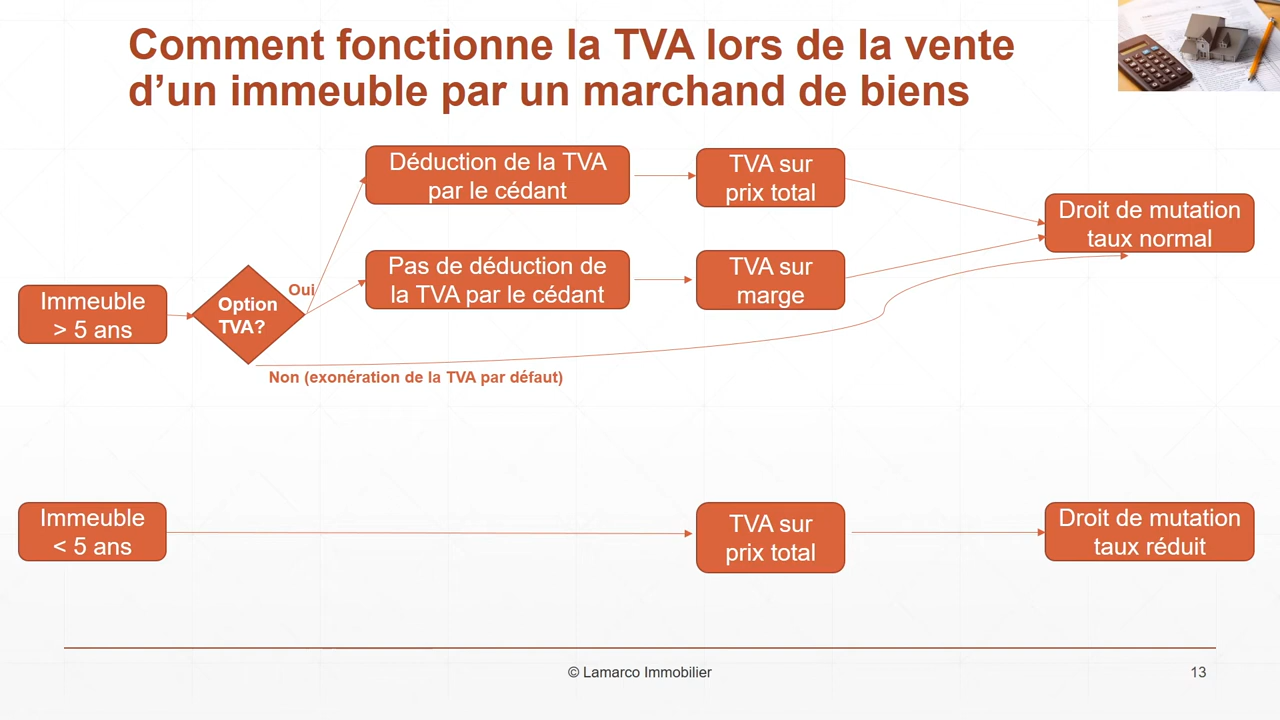 Comment fonctionne la TVA lors de la vente
d’un immeuble par un marchand de biens
Déduction de la TVA
par le cédant
TVA sur
prix total
Droit de mutation
taux normal
Pas de déduction de
la TVA par le cédant
TVA sur
marge
Oui
Immeuble
> 5 ans
Option
TVA?
Non (exonération de la TVA par défaut)
Immeuble
< 5 ans
TVA sur
prix total
Droit de mutation
taux réduit
© Lamarco Immobilier
13